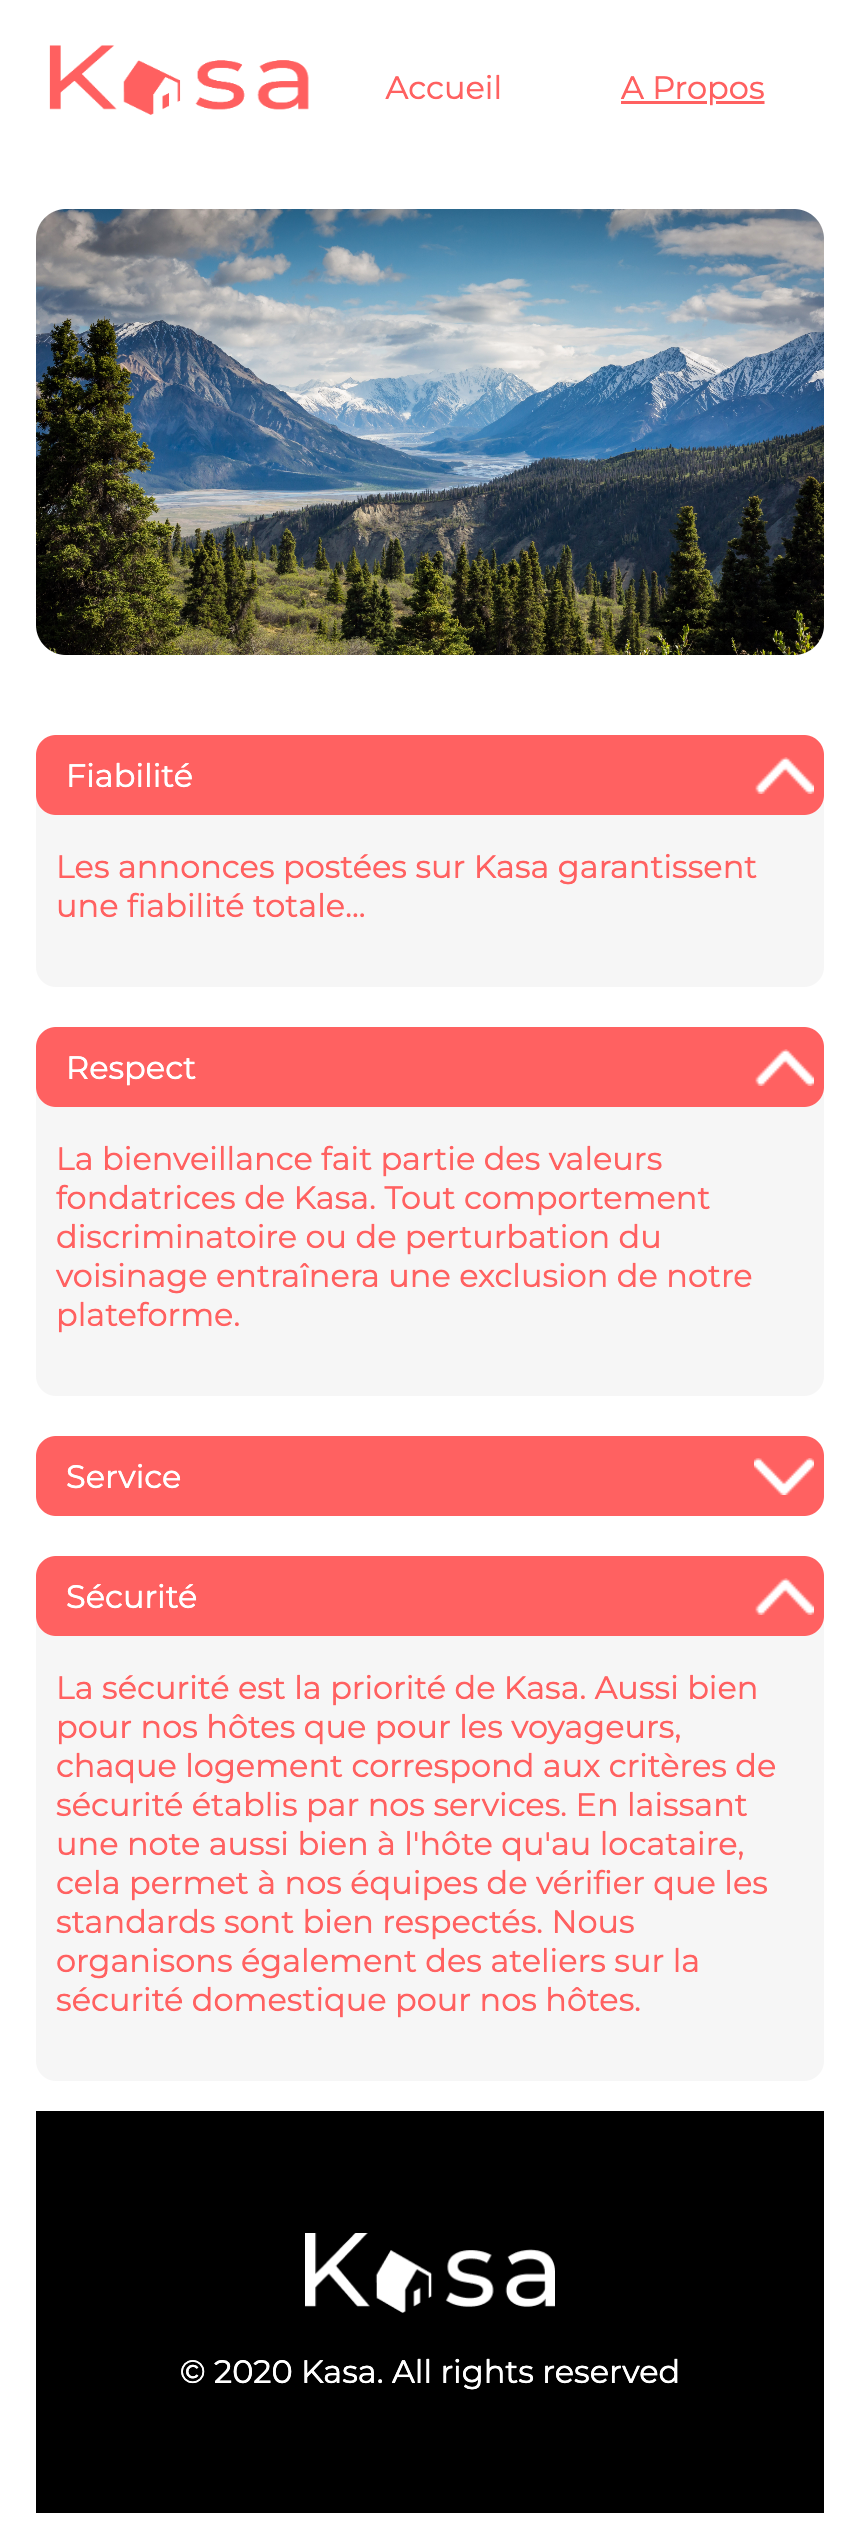 Kasa
Accueil
A Propos
Fiabilité
Les annonces postées sur Kasa garantissent
une fiabilité totale...
Respect
La bienveillance fait partie des valeurs
fondatrices de Kasa. Tout comportement
discriminatoire ou de perturbation du
voisinage entraînera une exclusion de notre
plateforme.
Service
Sécurité
La sécurité est la priorité de Kasa. Aussi bien
pour nos hôtes que pour les voyageurs,
chaque logement correspond aux critères de
sécurité établis par nos services. En laissant
une note aussi bien à l'hôte qu'au locataire,
cela permet à nos équipes de vérifier que les
standards sont bien respectés. Nous
organisons également des ateliers sur la
sécurité domestique pour nos hôtes.
Kasa
© 2020 Kasa. All rights reserved